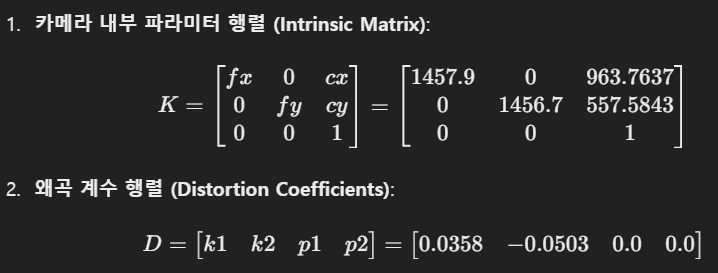 1. 카메라 내부 파라미터 행렬 (Intrinsic Matrix):
K = [fx 0 cx; 0 fy cy; 0 0 1] = [1457.9 0 963.7637; 0 1456.7 557.5843; 0 0 1]
2. 왜곡 계수 행렬 (Distortion Coefficients):
D = [k1 k2 p1 p2] = [0.0358 −0.0503 0.0 0.0]